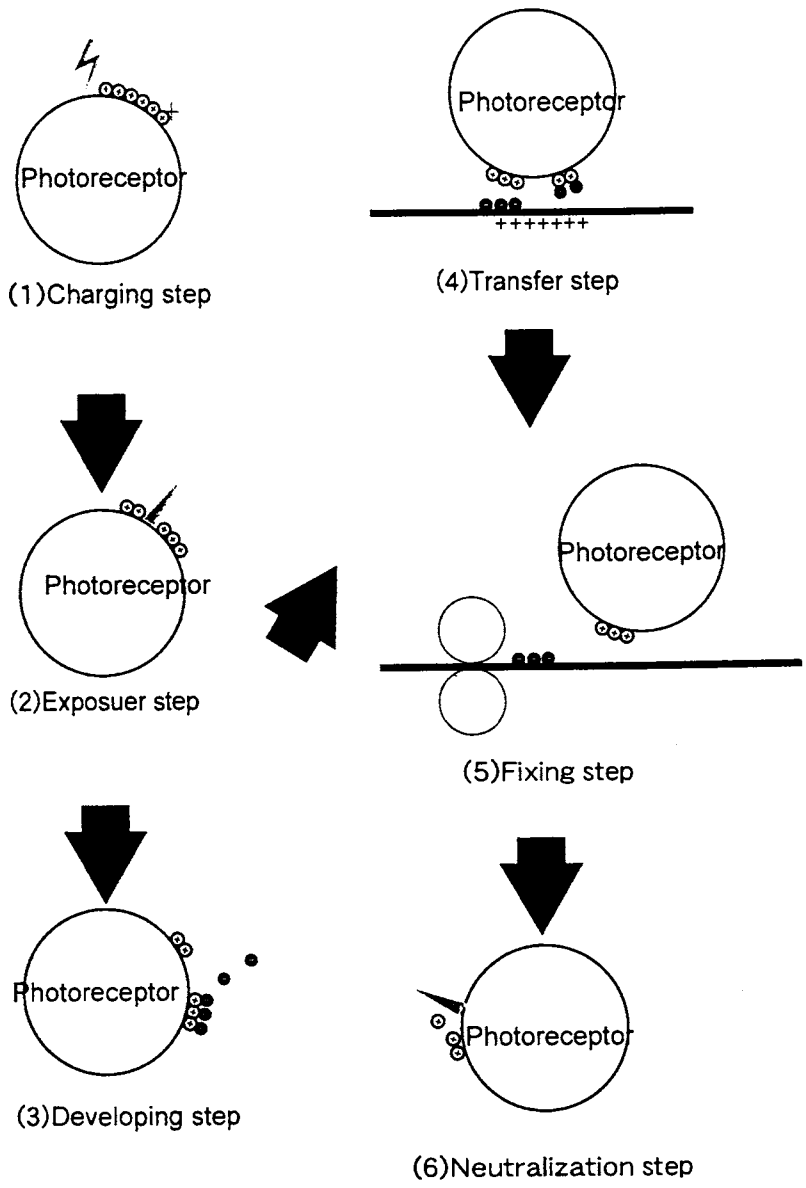 Photoreceptor
(1)Charging step
Photoreceptor
(2)Exposuer step
Photoreceptor
(3)Developing step
Photoreceptor
+++++++
(4)Transfer step
Photoreceptor
(5)Fixing step
Photoreceptor
(6)Neutralization step